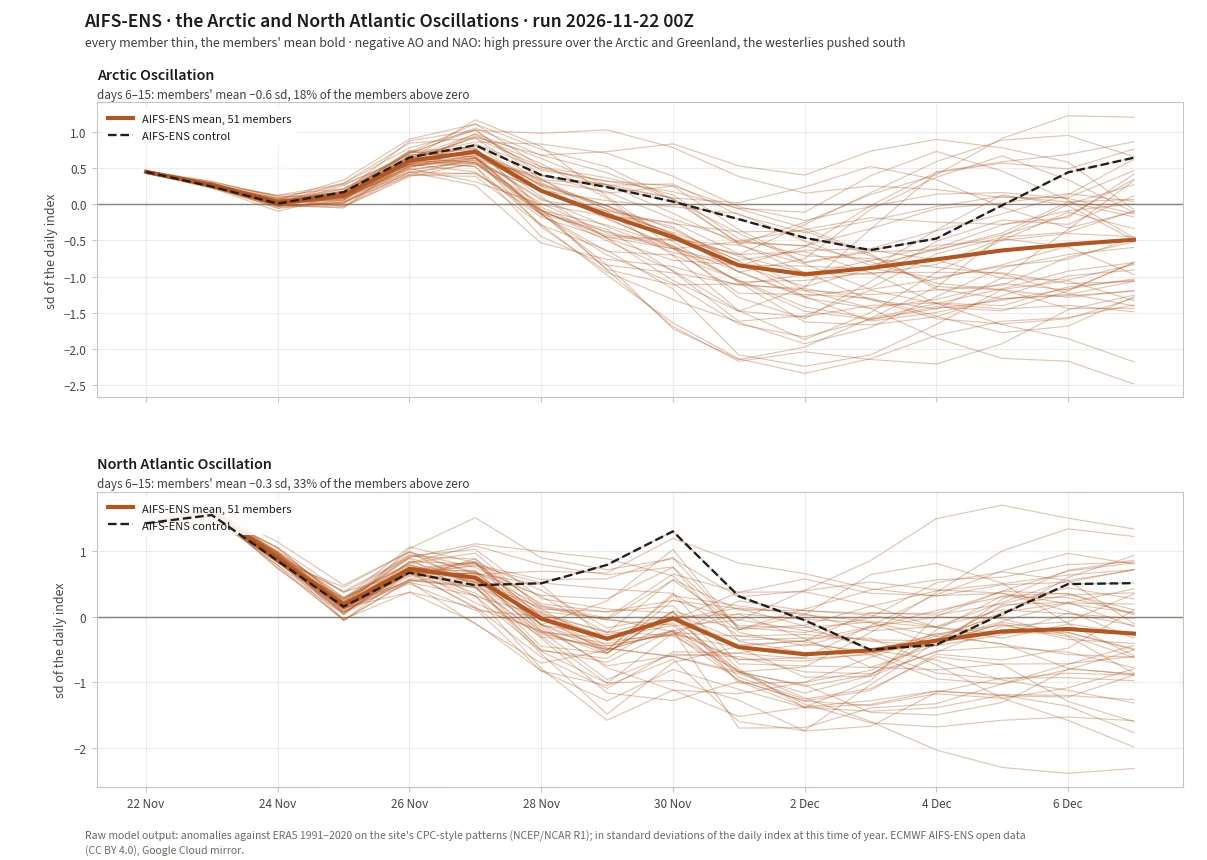 AIFS-ENS · the Arctic and North Atlantic Oscillations · run 2026-11-22 00Z
every member thin, the members' mean bold · negative AO and NAO: high pressure over the Arctic and Greenland, the westerlies pushed south
Arctic Oscillation
days 6–15: members' mean −0.6 sd, 18% of the members above zero
AIFS-ENS mean, 51 members
AIFS-ENS control
1.0
0.5
0.0
−0.5
−1.0
−1.5
−2.0
−2.5
sd of the daily index
North Atlantic Oscillation
days 6–15: members' mean −0.3 sd, 33% of the members above zero
AIFS-ENS mean, 51 members
AIFS-ENS control
1
0
−1
−2
sd of the daily index
22 Nov
24 Nov
26 Nov
28 Nov
30 Nov
2 Dec
4 Dec
6 Dec
Raw model output: anomalies against ERA5 1991–2020 on the site's CPC-style patterns (NCEP/NCAR R1); in standard deviations of the daily index at this time of year. ECMWF AIFS-ENS open data
(CC BY 4.0), Google Cloud mirror.